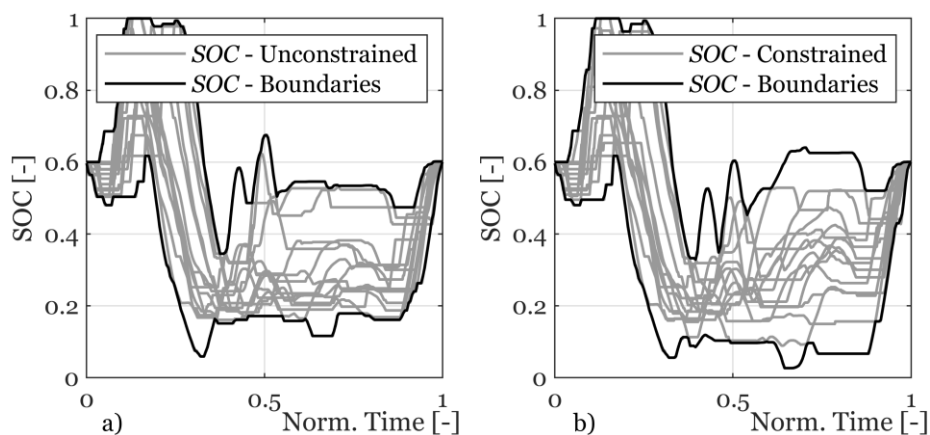 1
0.8
0.6
0.4
0.2
0
SOC [-]
SOC - Unconstrained
SOC - Boundaries
0
0.5
1
a)
Norm. Time [-]
1
0.8
0.6
0.4
0.2
0
SOC [-]
SOC - Constrained
SOC - Boundaries
0
0.5
1
b)
Norm. Time [-]